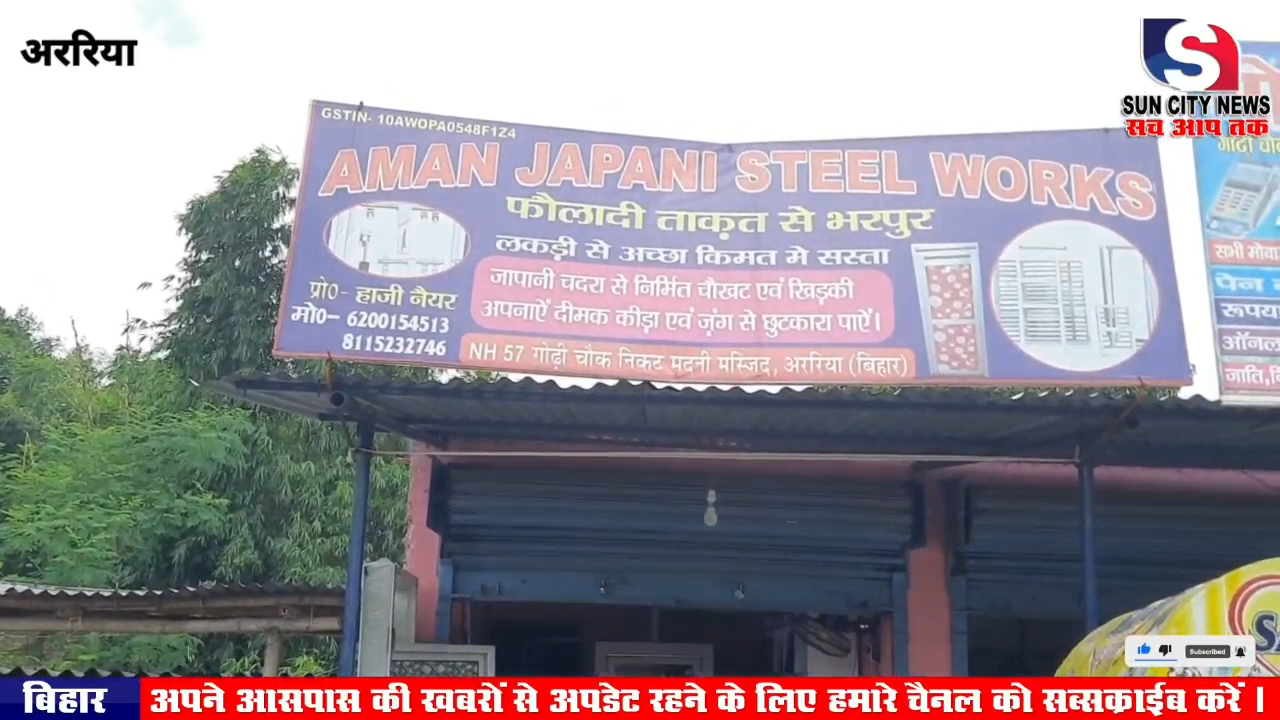 अररिया
SUN CITY NEWS
सच आप तक
GSTIN- 10AWOPA0548F1Z4
AMAN JAPANI STEEL WORKS
फौलादी ताक़त से भरपुर
लकड़ी से अच्छा किमत मे सस्ता
जापानी चदरा से निर्मित चौखट एवं खिड़की
अपनाऐं दीमक कीड़ा एवं जंग से छुटकारा पाऐं।
प्रो0- हाजी नैयर
मो0- 6200154513
8115232746
NH 57 गोढ़ी चौक निकट मदनी मस्जिद, अररिया (बिहार)
सभी
पेन
जाति,
Subscribed
बिहार
अपने आसपास की खबरों से अपडेट रहने के लिए हमारे चैनल को सब्सक्राईब करें ।